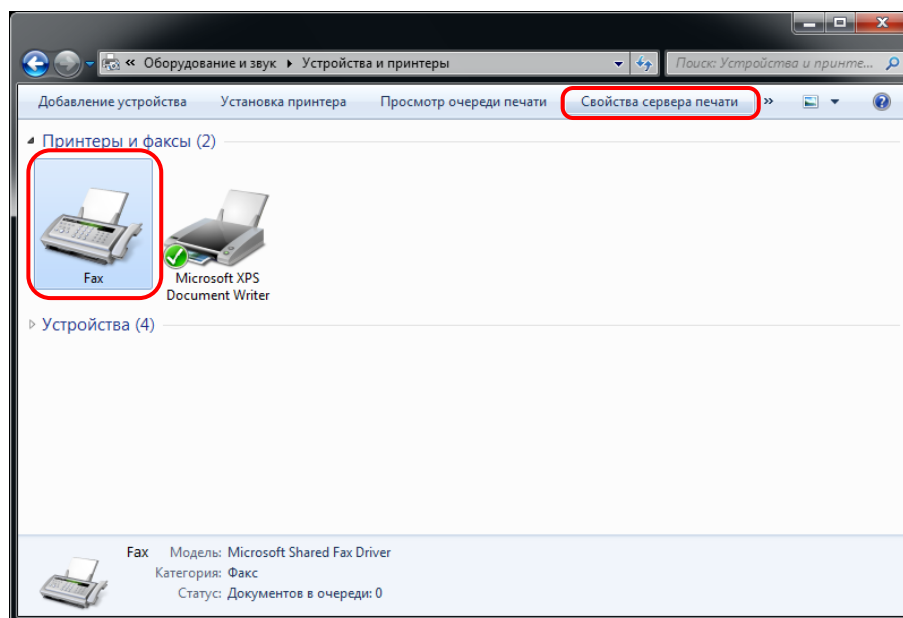 « Оборудование и звук ▸ Устройства и принтеры
Поиск: Устройства и принте...
Добавление устройства Установка принтера Просмотр очереди печати Свойства сервера печати »
Принтеры и факсы (2)
Fax
Microsoft XPS
Document Writer
Устройства (4)
Fax Модель: Microsoft Shared Fax Driver
Категория: Факс
Статус: Документов в очереди: 0